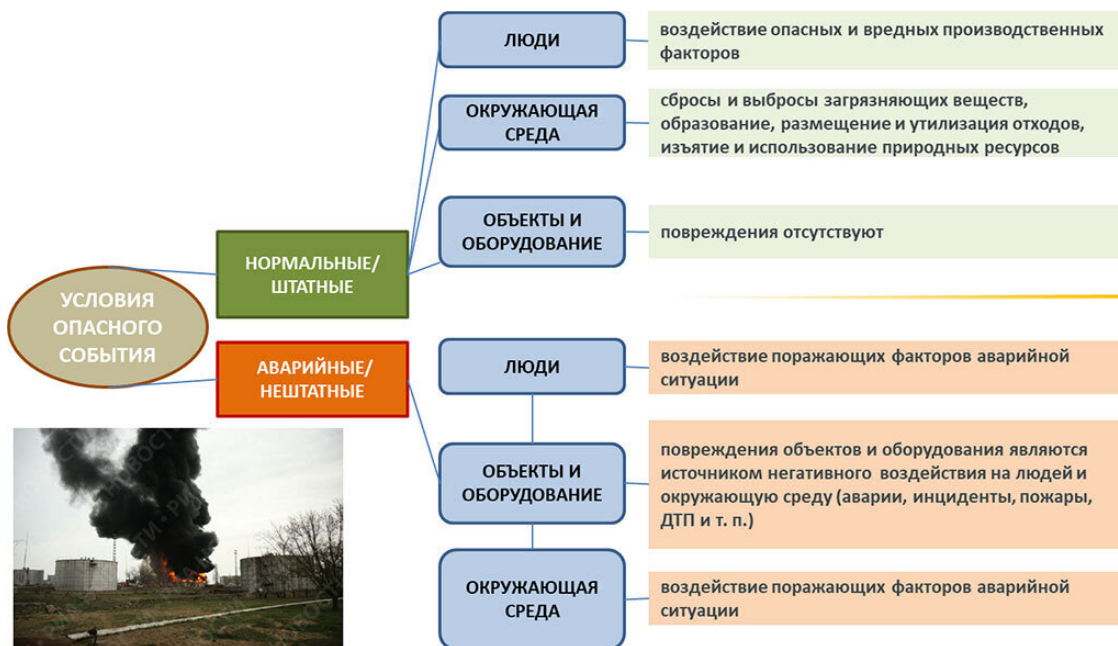 ЛЮДИ
воздействие опасных и вредных производственных
факторов
ОКРУЖАЮЩАЯ
СРЕДА
сбросы и выбросы загрязняющих веществ,
образование, размещение и утилизация отходов,
изъятие и использование природных ресурсов
ОБЪЕКТЫ И
ОБОРУДОВАНИЕ
повреждения отсутствуют
НОРМАЛЬНЫЕ/
ШТАТНЫЕ
УСЛОВИЯ
ОПАСНОГО
СОБЫТИЯ
АВАРИЙНЫЕ/
НЕШТАТНЫЕ
ЛЮДИ
воздействие поражающих факторов аварийной
ситуации
ОБЪЕКТЫ И
ОБОРУДОВАНИЕ
повреждения объектов и оборудования являются
источником негативного воздействия на людей и
окружающую среду (аварии, инциденты, пожары,
ДТП и т. п.)
ОКРУЖАЮЩАЯ
СРЕДА
воздействие поражающих факторов аварийной
ситуации